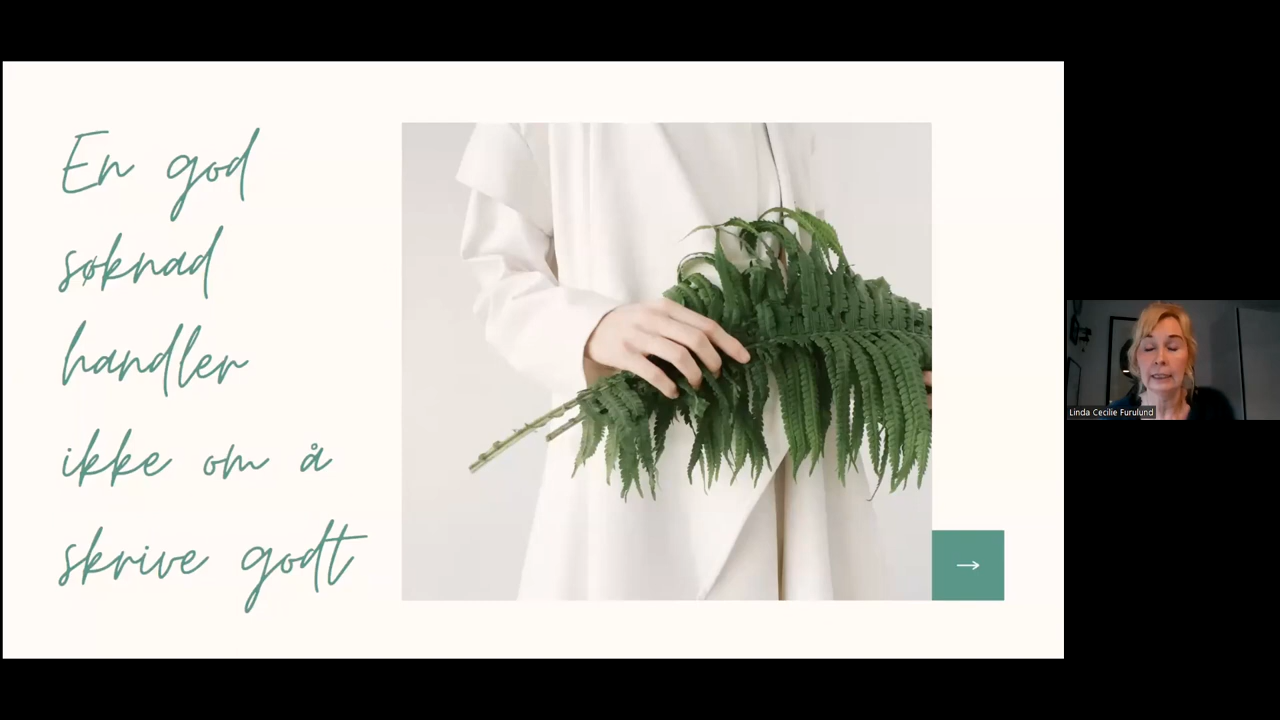 En god
søknad
handler
ikke om å
skrive godt
Linda Cecilie Furulund